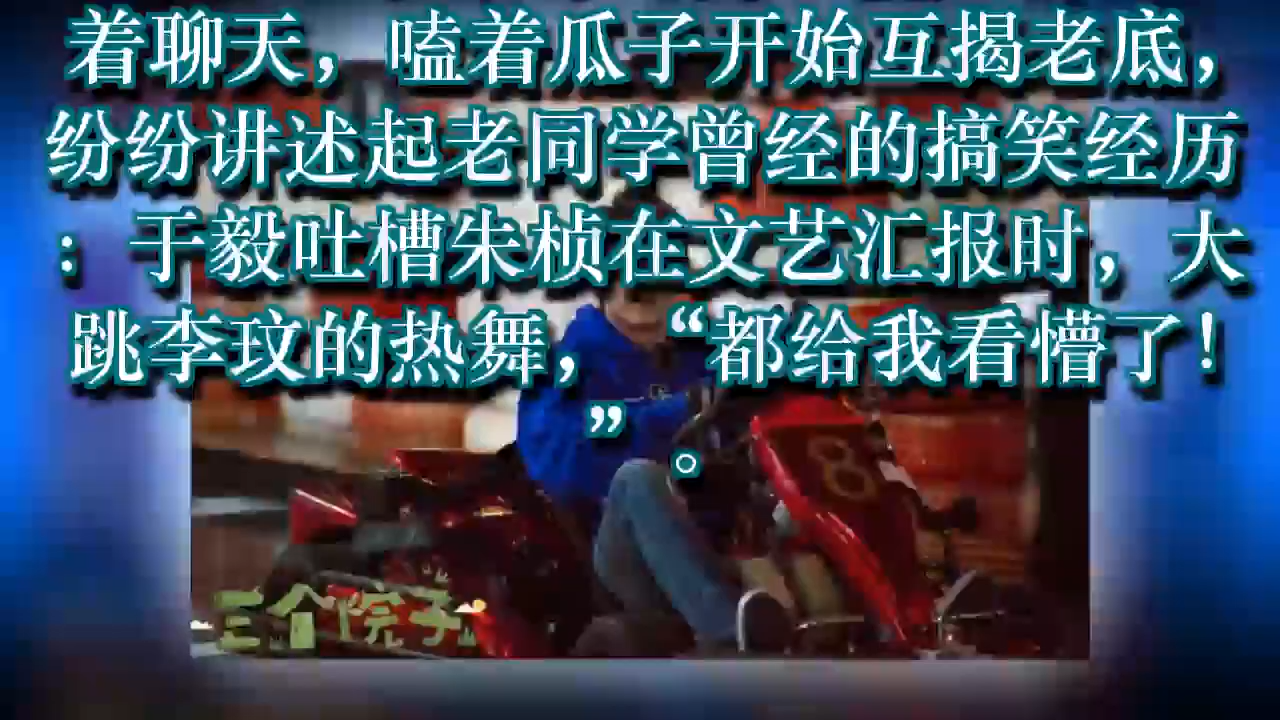 着聊天，嗑着瓜子开始互揭老底，
纷纷讲述起老同学曾经的搞笑经历
：于毅吐槽朱桢在文艺汇报时，大
跳李玟的热舞，“都给我看懵了！
”。
8
三个院子